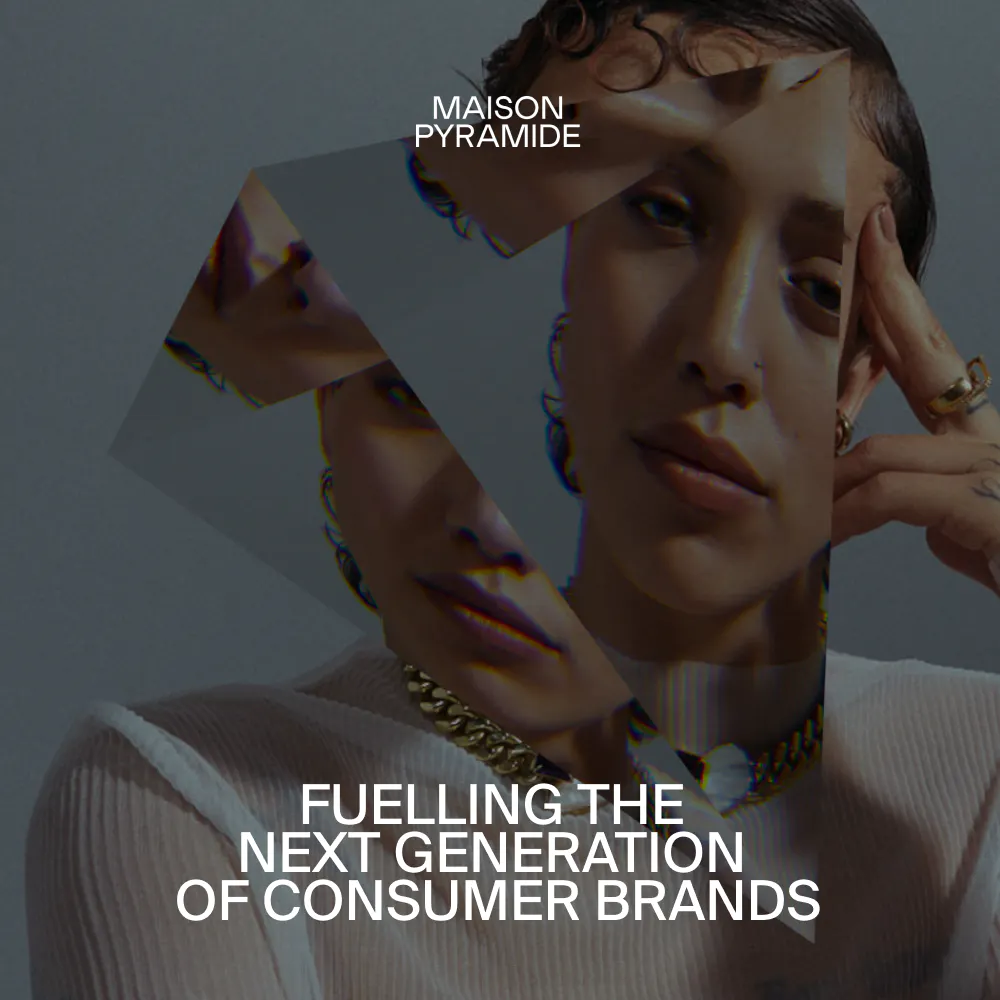 MAISON
PYRAMIDE
FUELLING THE
NEXT GENERATION
OF CONSUMER BRANDS